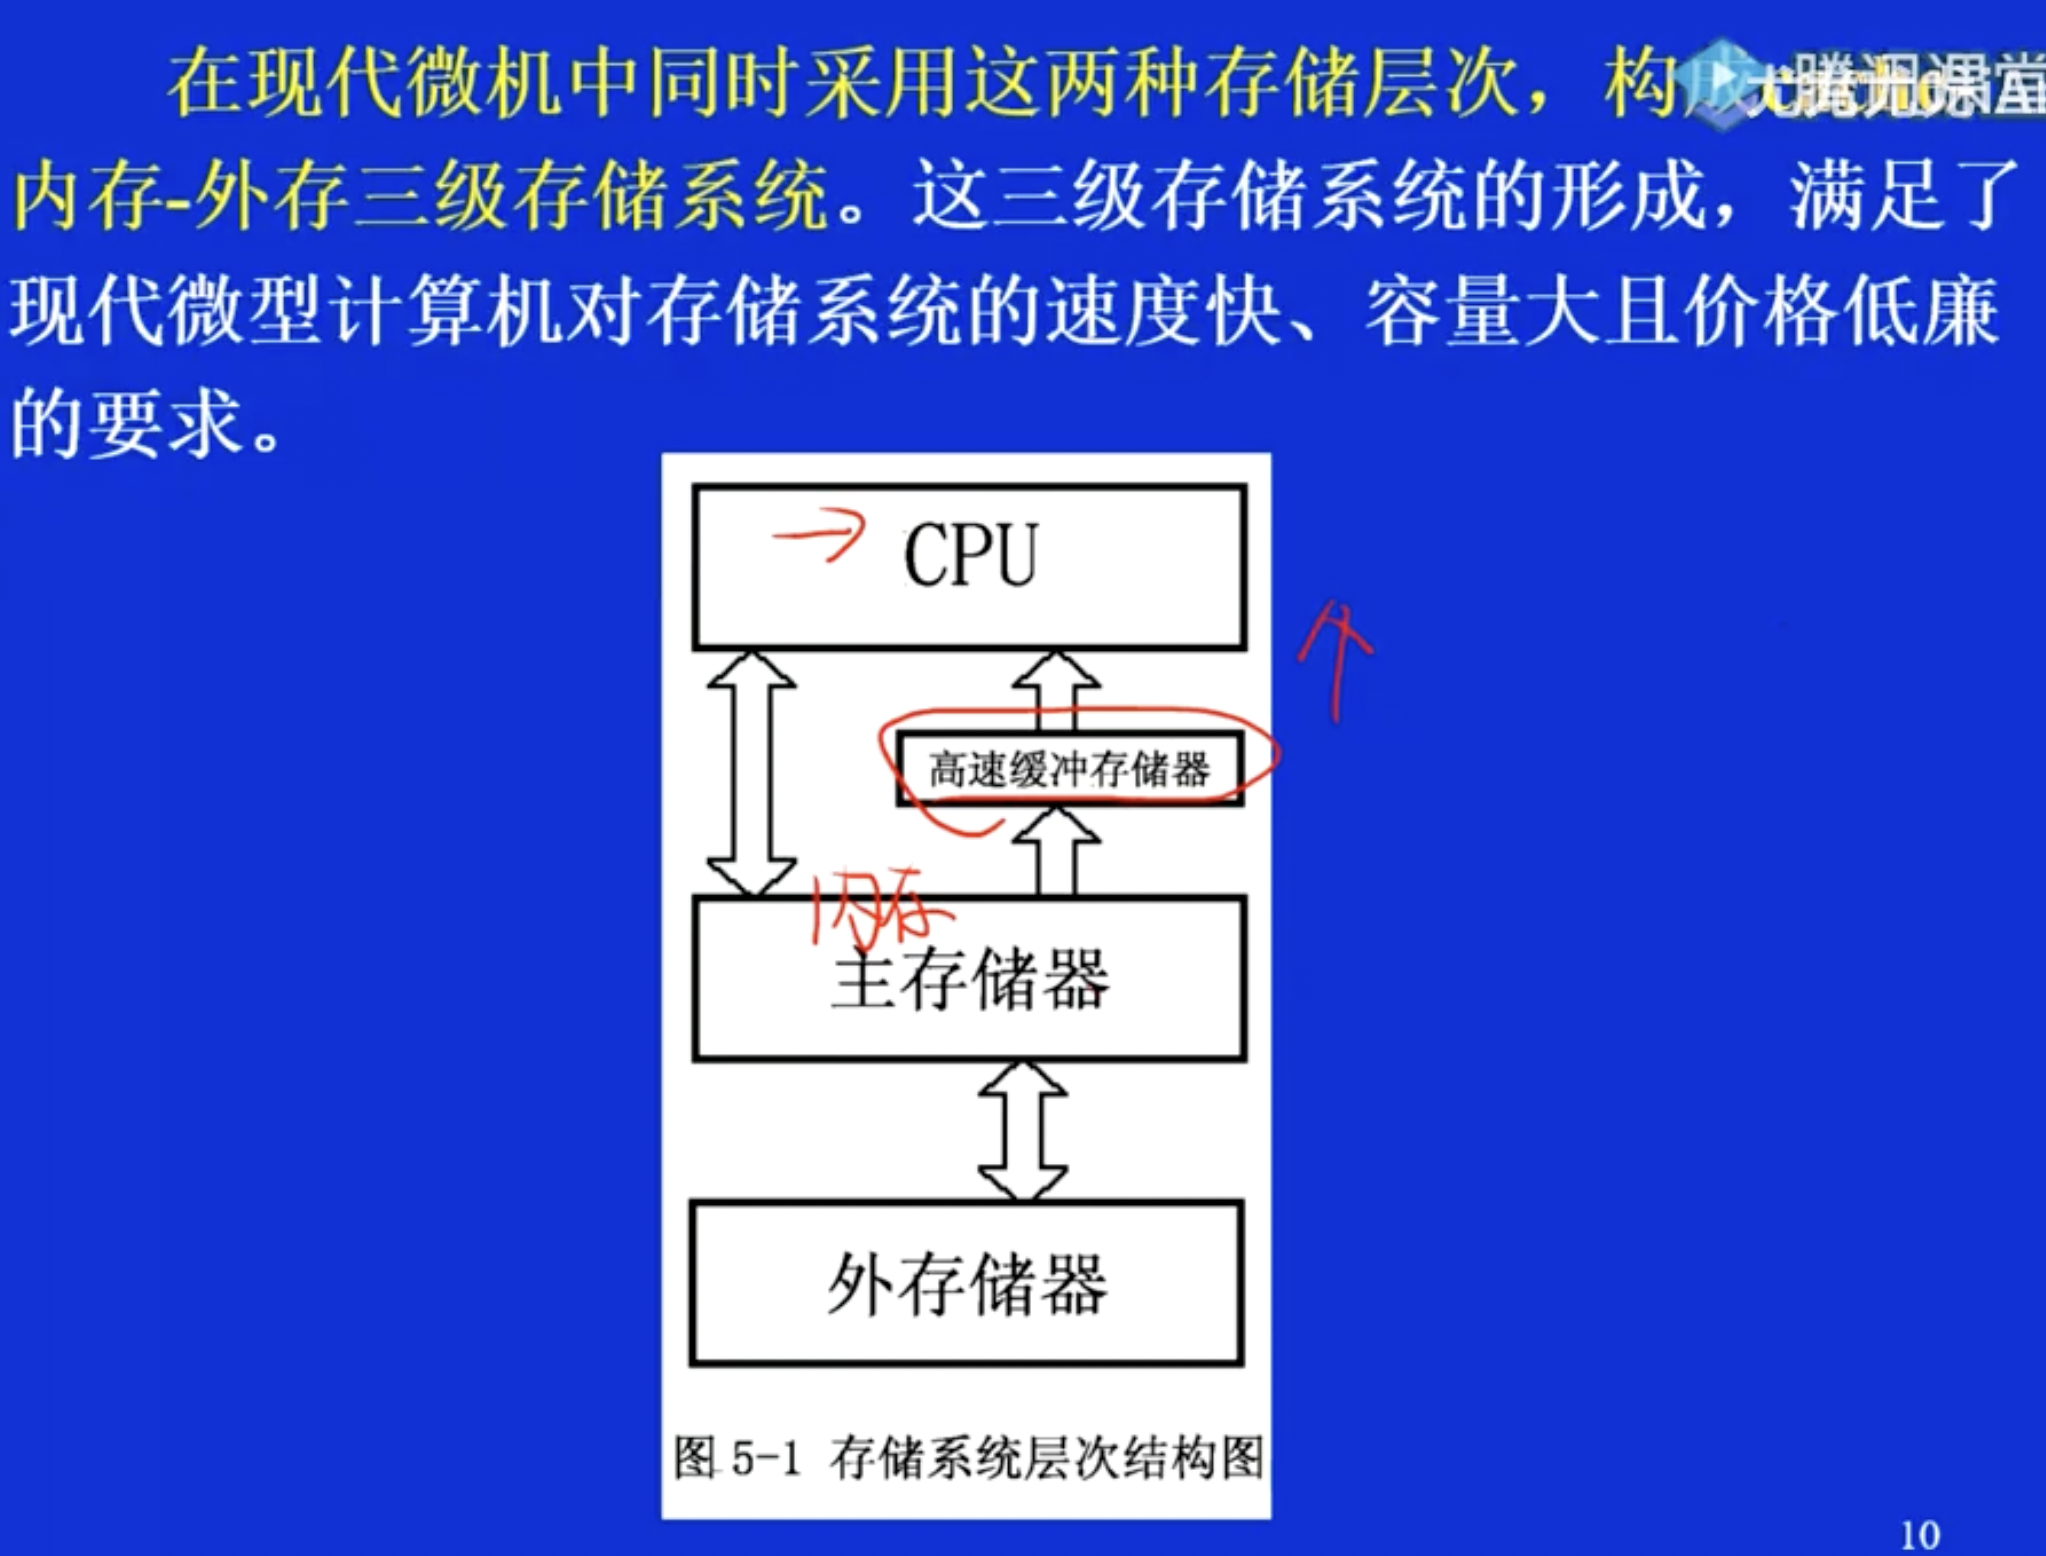 在现代微机中同时采用这两种存储层次，构成
腾讯课堂
内存-外存三级存储系统。这三级存储系统的形成，满足了
现代微型计算机对存储系统的速度快、容量大且价格低廉
的要求。
CPU
高速缓冲存储器
内存
主存储器
外存储器
图 5-1 存储系统层次结构图
10